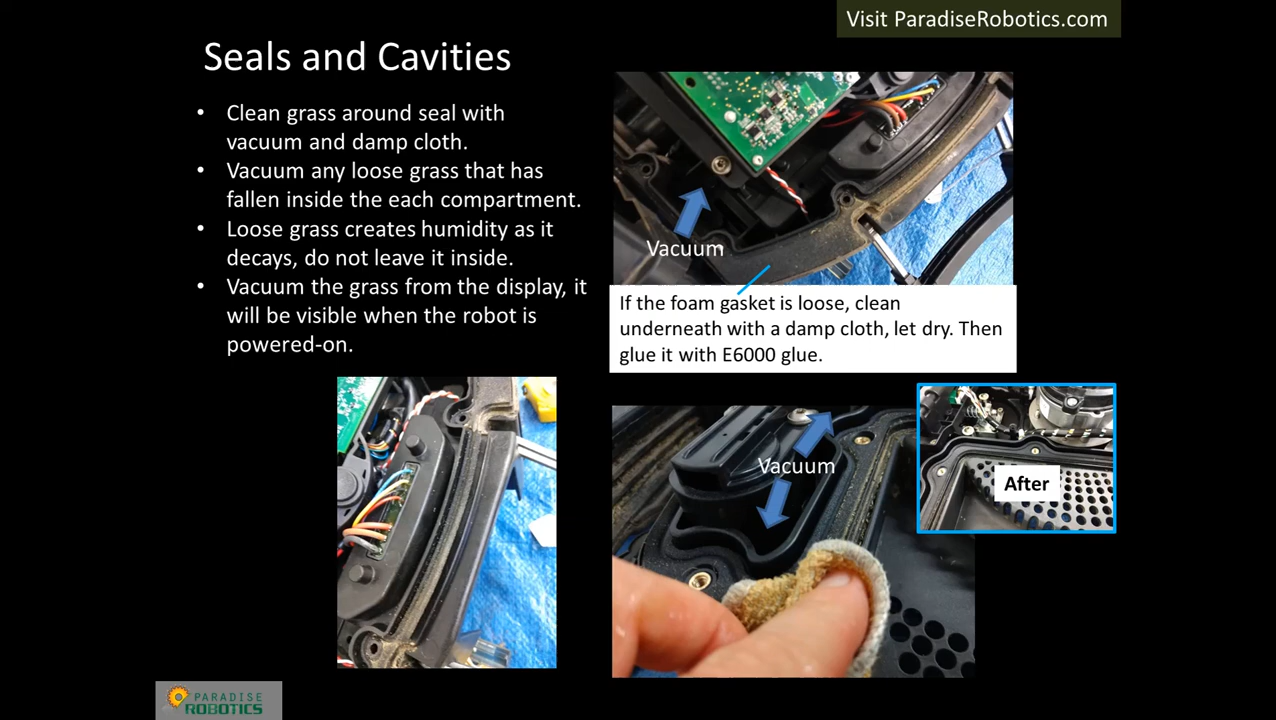 Visit ParadiseRobotics.com
Seals and Cavities
• Clean grass around seal with
vacuum and damp cloth.
• Vacuum any loose grass that has
fallen inside the each compartment.
• Loose grass creates humidity as it
decays, do not leave it inside.
• Vacuum the grass from the display, it
will be visible when the robot is
powered-on.
Vacuum
If the foam gasket is loose, clean
underneath with a damp cloth, let dry. Then
glue it with E6000 glue.
Vacuum
After
PARADISE
ROBOTICS